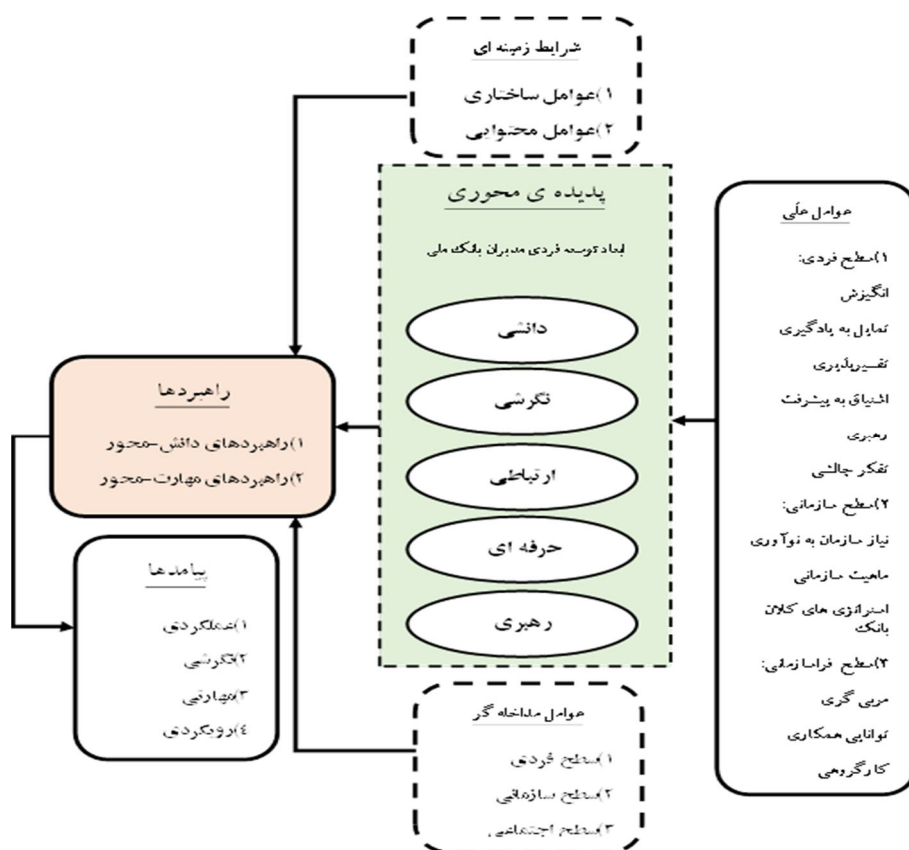 شرایط زمینه ای
۱)عوامل ساختاری
۲)عوامل محتوایی
پدیده ی محوری
ابعاد توسعه فردی مدیران بانک ملی
دانشی
نگرشی
ارتباطی
حرفه ای
رهبری
عوامل علّی
۱)سطح فردی:
انگیزش
تمایل به یادگیری
تفسیرپذیری
اشتیاق به پیشرفت
رهبری
تفکر چالشی
۲)سطح سازمانی:
نیاز سازمان به نوآوری
ماهیت سازمانی
استراتژی های کلان
بانک
۳)سطح فراسازمانی:
مربی گری
توانایی همکاری
کارگروهی
راهبردها
۱)راهبردهای دانش-محور
۲)راهبردهای مهارت-محور
پیامدها
۱)عملکردی
۲)نگرشی
۳)مهارتی
٤)رویکردی
عوامل مداخله گر
۱)سطح فردی
۲)سطح سازمانی
۳)سطح اجتماعی